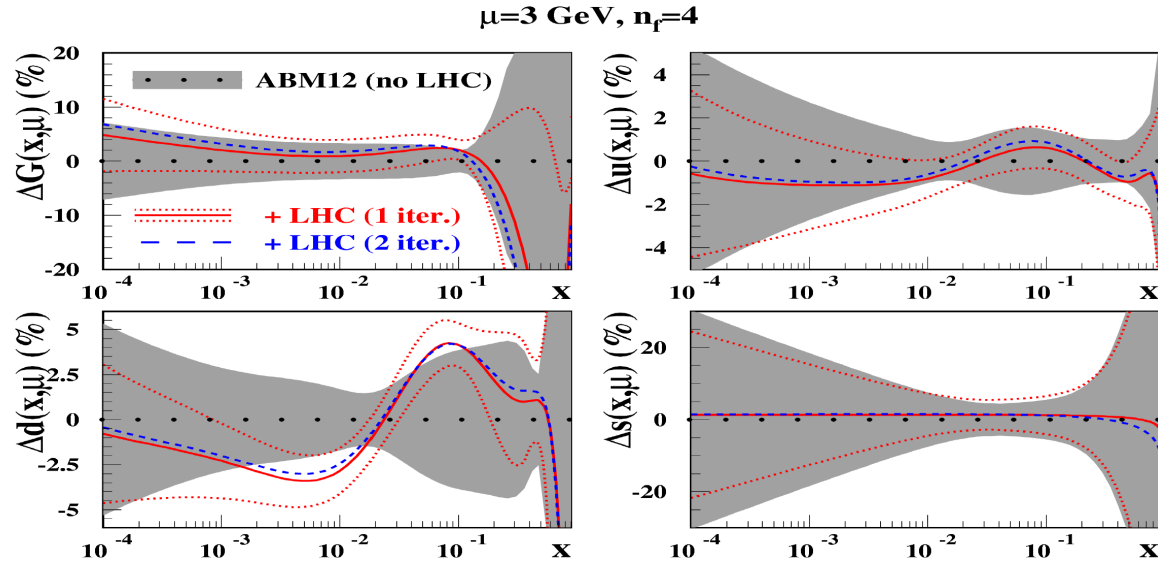 μ=3 GeV, n_f=4
ΔG(x,μ) (%)
20
10
0
-10
-20
ABM12 (no LHC)
+ LHC (1 iter.)
+ LHC (2 iter.)
10^-4 10^-3 10^-2 10^-1 x
Δu(x,μ) (%)
4
2
0
-2
-4
10^-4 10^-3 10^-2 10^-1 x
Δd(x,μ) (%)
5
2.5
0
-2.5
-5
10^-4 10^-3 10^-2 10^-1 x
Δs(x,μ) (%)
20
0
-20
10^-4 10^-3 10^-2 10^-1 x